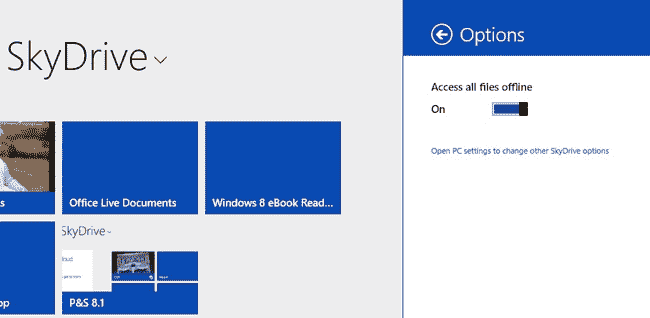 SkyDrive
Options
Access all files offline
On
Open PC settings to change other SkyDrive options
s
Office Live Documents
Windows 8 eBook Read...
SkyDrive
op
P&S 8.1